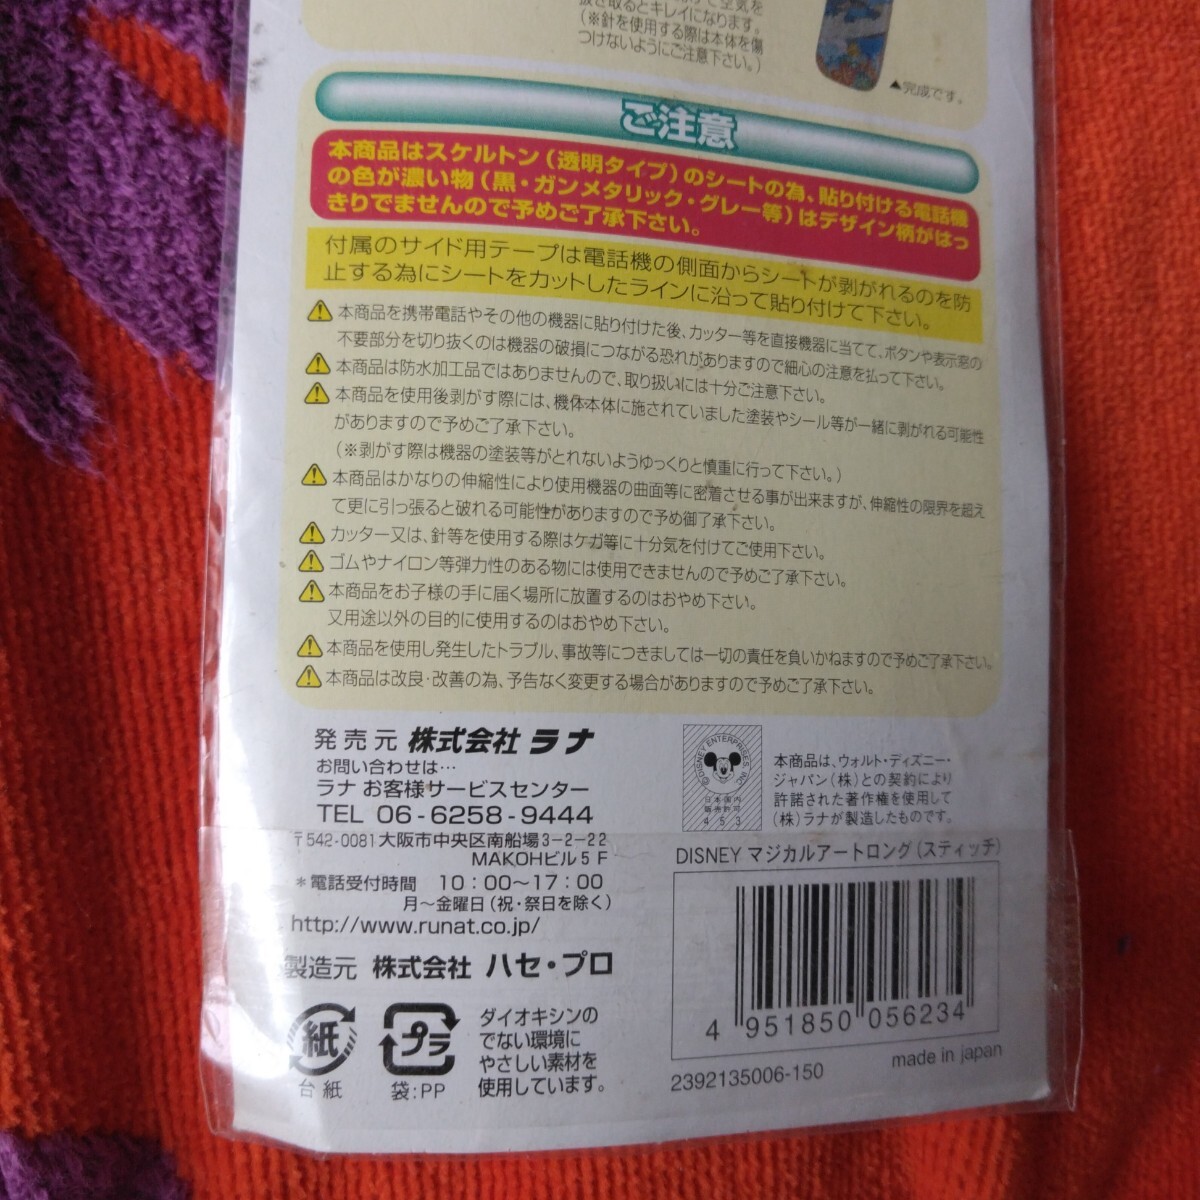 抜き取るとキレイになります。
（※針を使用する際は本体を傷
つけないようにご注意下さい。）
▲完成です。
ご注意
本商品はスケルトン（透明タイプ）のシートの為、貼り付ける電話機
の色が濃い物（黒・ガンメタリック・グレー等）はデザイン柄がはっ
きりでませんので予めご了承下さい。
付属のサイド用テープは電話機の側面からシートが剥がれるのを防
止する為にシートをカットしたラインに沿って貼り付けて下さい。
本商品を携帯電話やその他の機器に貼り付けた後、カッター等を直接機器に当てて、ボタンや表示窓の
不要部分を切り抜くのは機器の破損につながる恐れがありますので細心の注意を払って下さい。
本商品は防水加工品ではありませんので、取り扱いには十分ご注意下さい。
本商品を使用後剥がす際には、機体本体に施されていました塗装やシール等が一緒に剥がれる可能性
がありますので予めご了承下さい。
（※剥がす際は機器の塗装等がとれないようゆっくりと慎重に行って下さい。）
本商品はかなりの伸縮性により使用機器の曲面等に密着させる事が出来ますが、伸縮性の限界を超え
て更に引っ張ると破れる可能性がありますので予め御了承下さい。
カッター又は、針等を使用する際はケガ等に十分気を付けてご使用下さい。
ゴムやナイロン等弾力性のある物には使用できませんので予めご了承下さい。
本商品をお子様の手に届く場所に放置するのはおやめ下さい。
又用途以外の目的に使用するのはおやめ下さい。
本商品を使用し発生したトラブル、事故等につきましては一切の責任を負いかねますので予めご了承下さい。
本商品は改良・改善の為、予告なく変更する場合がありますので予めご了承下さい。
発売元 株式会社 ラナ
お問い合わせは…
ラナ お客様サービスセンター
TEL 06-6258-9444
〒542-0081 大阪市中央区南船場3-2-22
MAKOHビル5F
＊電話受付時間 10：00〜17：00
月〜金曜日（祝・祭日を除く）
http://www.runat.co.jp/
製造元 株式会社 ハセ・プロ
紙
台紙
プラ
袋:PP
ダイオキシンの
でない環境に
やさしい素材を
使用しています。
©DISNEY ENTERPRISES, INC.
日本国内
販売許可
453
本商品は、ウォルト・ディズニー・
ジャパン（株）との契約により
許諾された著作権を使用して
（株）ラナが製造したものです。
DISNEY マジカルアートロング（スティッチ）
4 951850 056234
2392135006-150
made in japan